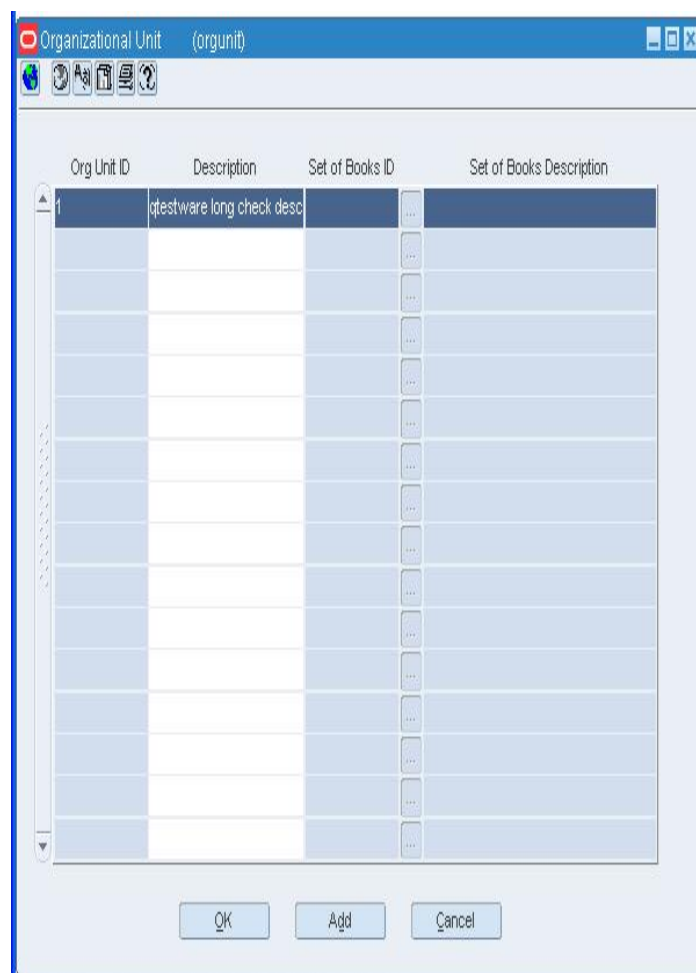 Organizational Unit (orgunit)
Org Unit ID Description Set of Books ID Set of Books Description
1 qtestware long check desc
OK Add Cancel